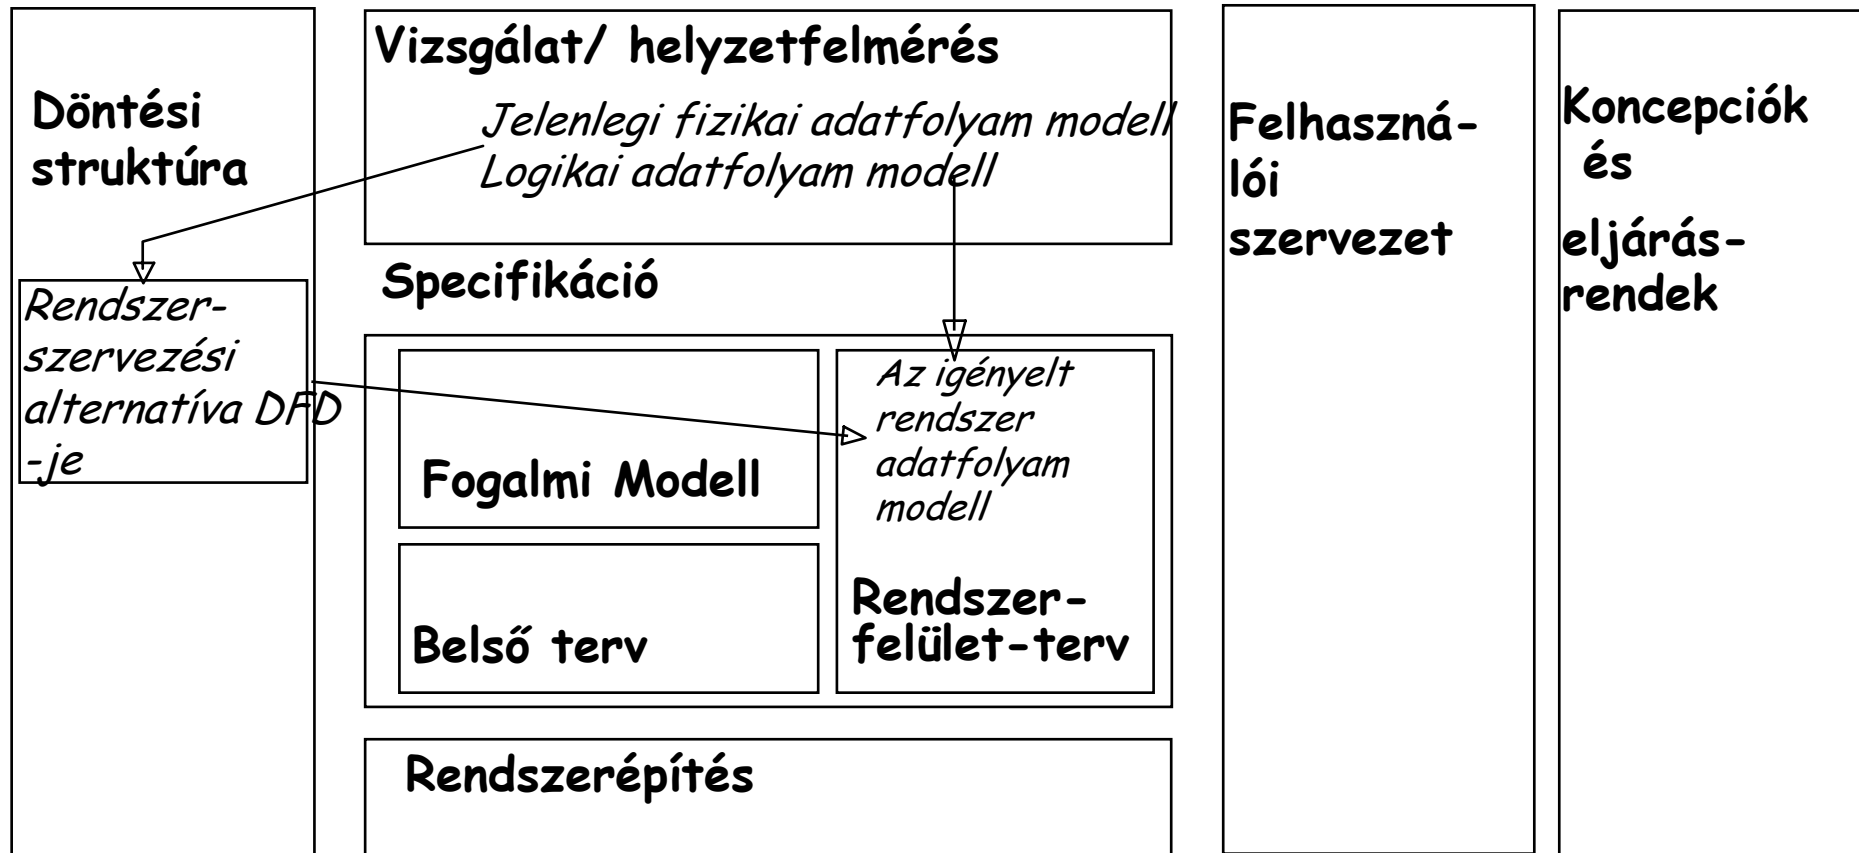 Döntési
struktúra
Rendszer-
szervezési
alternatíva DFD
-je
Vizsgálat/ helyzetfelmérés
Jelenlegi fizikai adatfolyam modell
Logikai adatfolyam modell
Specifikáció
Fogalmi Modell
Belső terv
Az igényelt
rendszer
adatfolyam
modell
Rendszer-
felület-terv
Rendszerépítés
Felhaszná-
lói
szervezet
Koncepciók
és
eljárás-
rendek